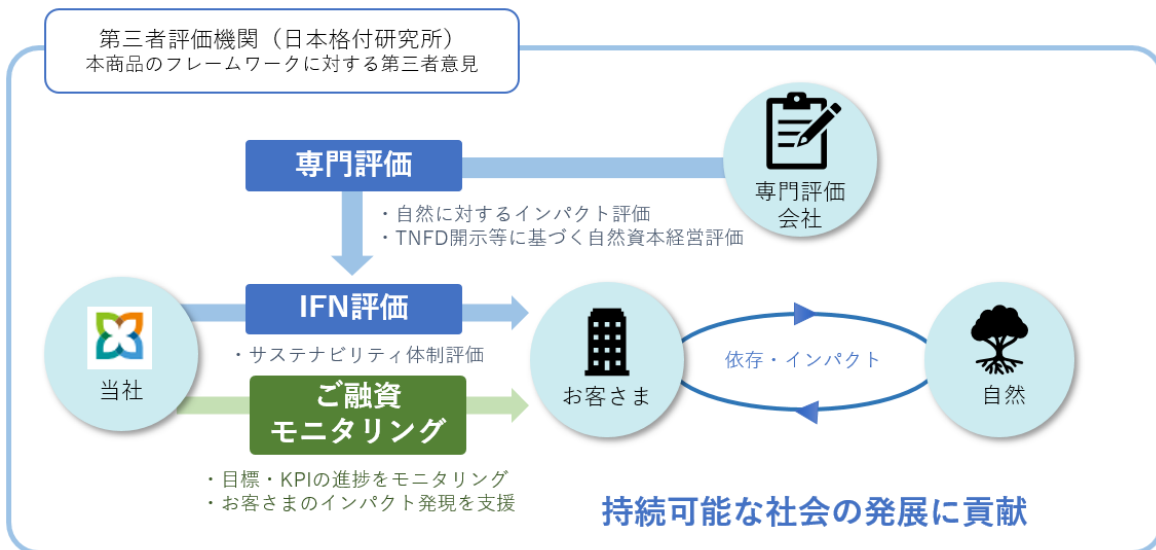 第三者評価機関（日本格付研究所）
本商品のフレームワークに対する第三者意見
専門評価
専門評価
会社
・自然に対するインパクト評価
・TNFD開示等に基づく自然資本経営評価
IFN評価
・サステナビリティ体制評価
当社
ご融資
モニタリング
・目標・KPIの進捗をモニタリング
・お客さまのインパクト発現を支援
お客さま
依存・インパクト
自然
持続可能な社会の発展に貢献